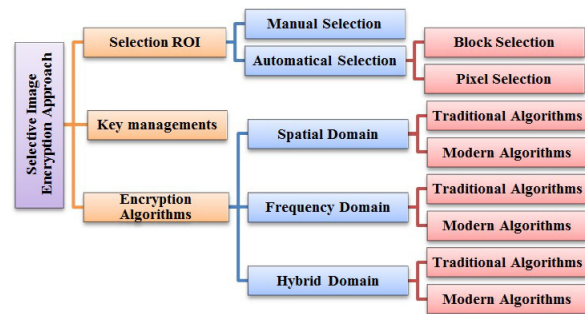 Selective Image
Encryption Approach
Selection ROI
Manual Selection
Automatical Selection
Block Selection
Pixel Selection
Key managements
Encryption
Algorithms
Spatial Domain
Traditional Algorithms
Modern Algorithms
Frequency Domain
Traditional Algorithms
Modern Algorithms
Hybrid Domain
Traditional Algorithms
Modern Algorithms